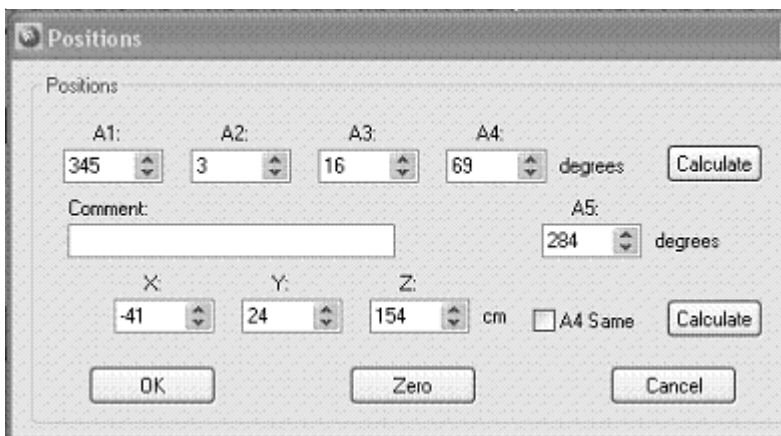 Positions
Positions
A1: A2: A3: A4:
345 3 16 69 degrees Calculate
Comment: A5:
284 degrees
X: Y: Z:
-41 24 154 cm A4 Same Calculate
OK Zero Cancel